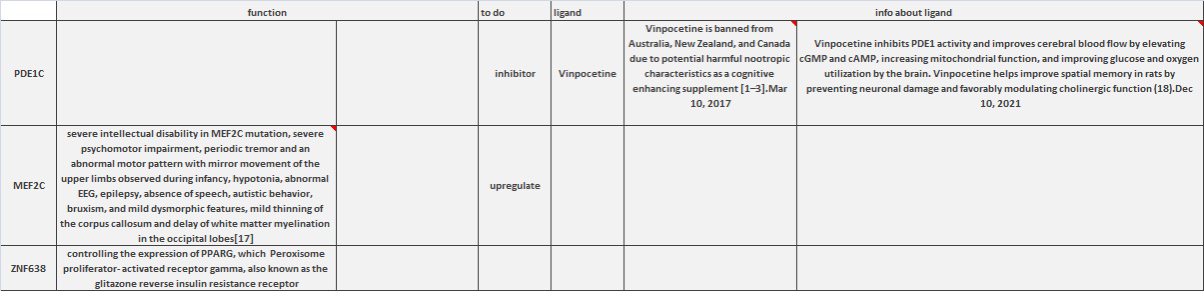 function to do ligand info about ligand
PDE1C
inhibitor
Vinpocetine
Vinpocetine is banned from
Australia, New Zealand, and Canada
due to potential harmful nootropic
characteristics as a cognitive
enhancing supplement [1–3].Mar
10, 2017
Vinpocetine inhibits PDE1 activity and improves cerebral blood flow by elevating
cGMP and cAMP, increasing mitochondrial function, and improving glucose and oxygen
utilization by the brain. Vinpocetine helps improve spatial memory in rats by
preventing neuronal damage and favorably modulating cholinergic function (18).Dec
10, 2021
MEF2C
severe intellectual disability in MEF2C mutation, severe
psychomotor impairment, periodic tremor and an
abnormal motor pattern with mirror movement of the
upper limbs observed during infancy, hypotonia, abnormal
EEG, epilepsy, absence of speech, autistic behavior,
bruxism, and mild dysmorphic features, mild thinning of
the corpus callosum and delay of white matter myelination
in the occipital lobes[17]
upregulate
ZNF638
controlling the expression of PPARG, which Peroxisome
proliferator- activated receptor gamma, also known as the
glitazone reverse insulin resistance receptor